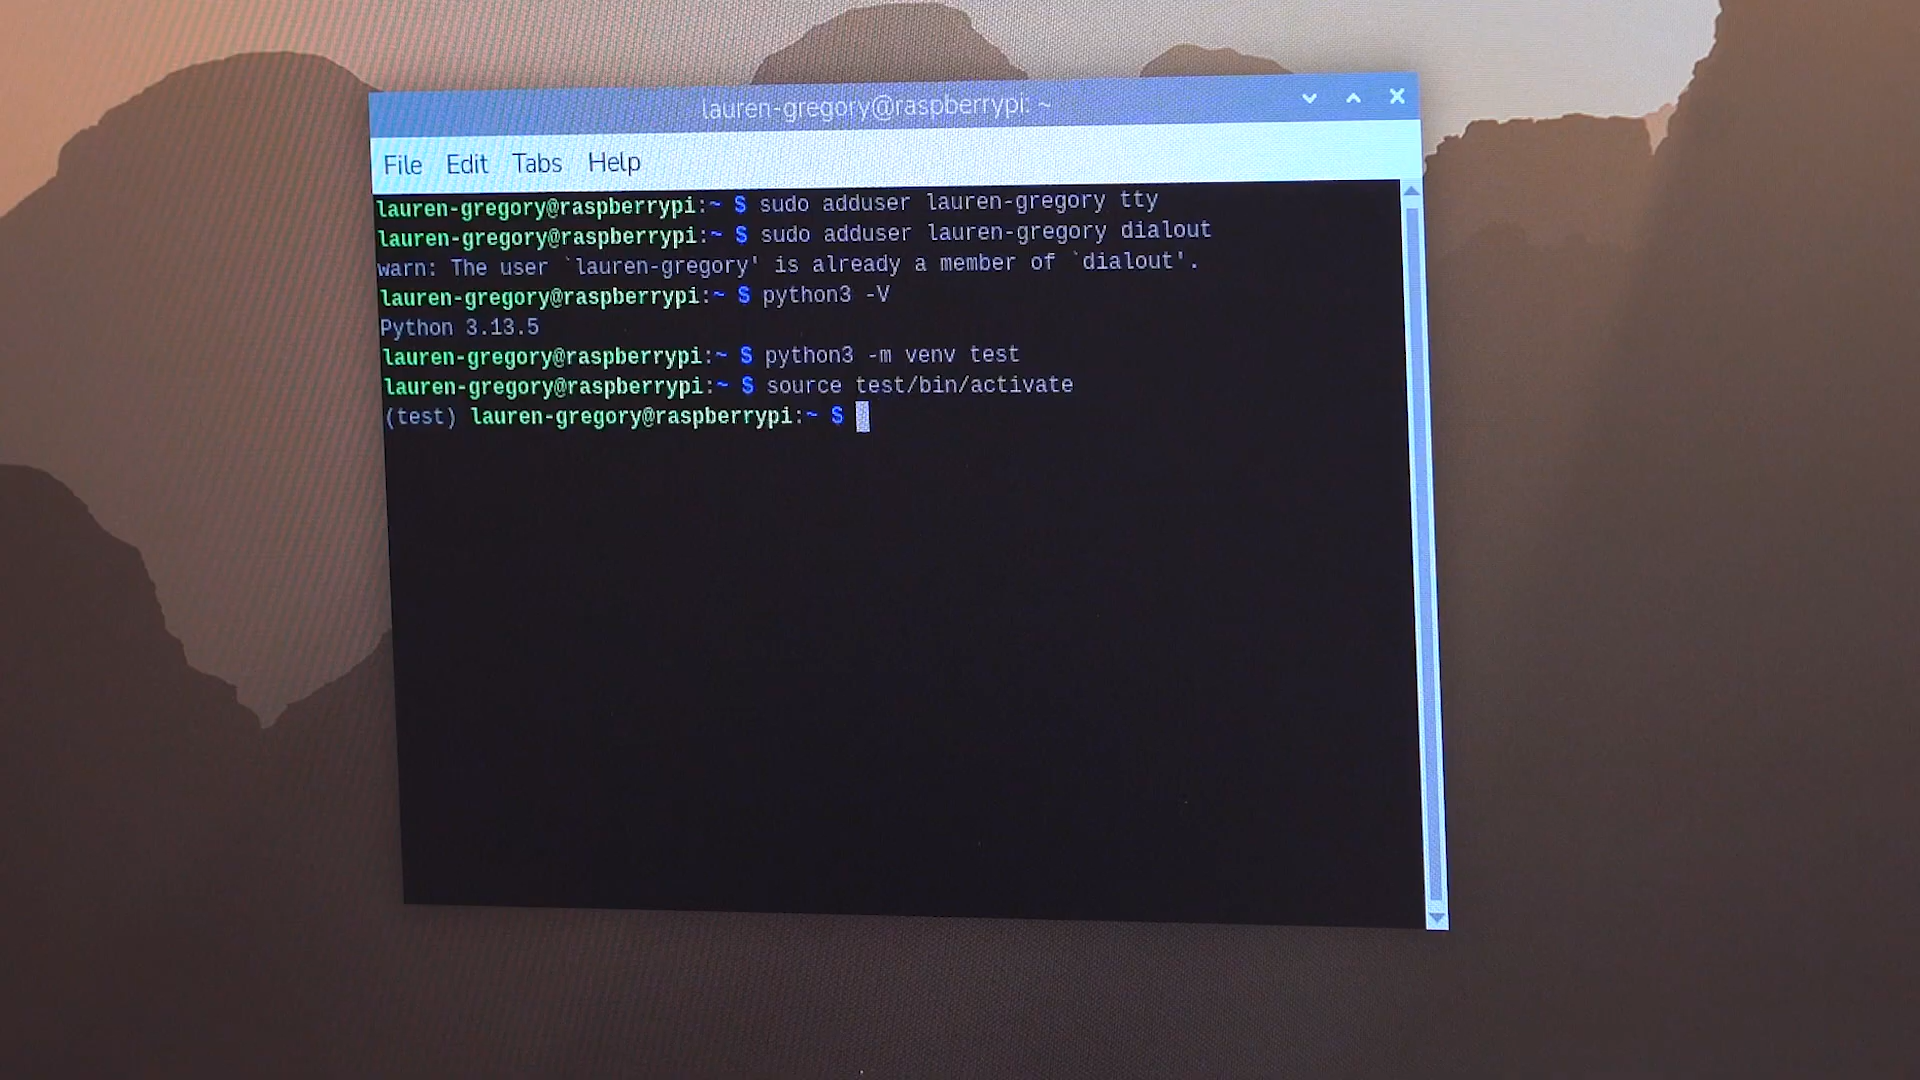 lauren-gregory@raspberrypi: ~
File Edit Tabs Help
lauren-gregory@raspberrypi:~ $ sudo adduser lauren-gregory tty
lauren-gregory@raspberrypi:~ $ sudo adduser lauren-gregory dialout
warn: The user `lauren-gregory' is already a member of `dialout'.
lauren-gregory@raspberrypi:~ $ python3 -V
Python 3.13.5
lauren-gregory@raspberrypi:~ $ python3 -m venv test
lauren-gregory@raspberrypi:~ $ source test/bin/activate
(test) lauren-gregory@raspberrypi:~ $